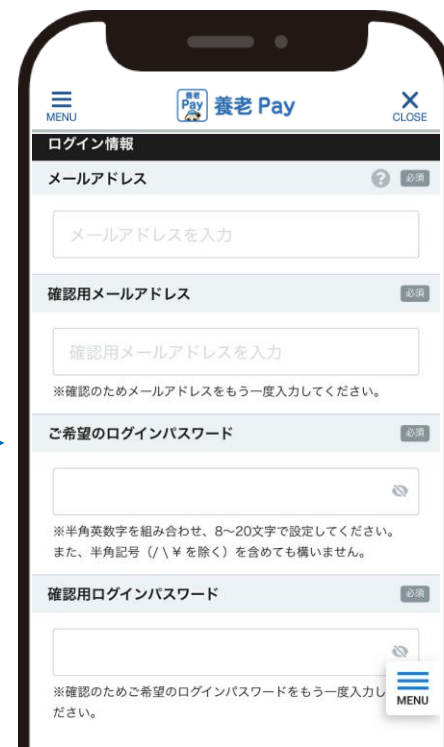 MENU
養老
Pay
養老 Pay
CLOSE
ログイン情報
メールアドレス ? 必須
メールアドレスを入力
確認用メールアドレス 必須
確認用メールアドレスを入力
※確認のためメールアドレスをもう一度入力してください。
ご希望のログインパスワード 必須
※半角英数字を組み合わせ、8〜20文字で設定してください。
また、半角記号（/ \ ¥ を除く）を含めても構いません。
確認用ログインパスワード 必須
※確認のためご希望のログインパスワードをもう一度入力し
ださい。
MENU